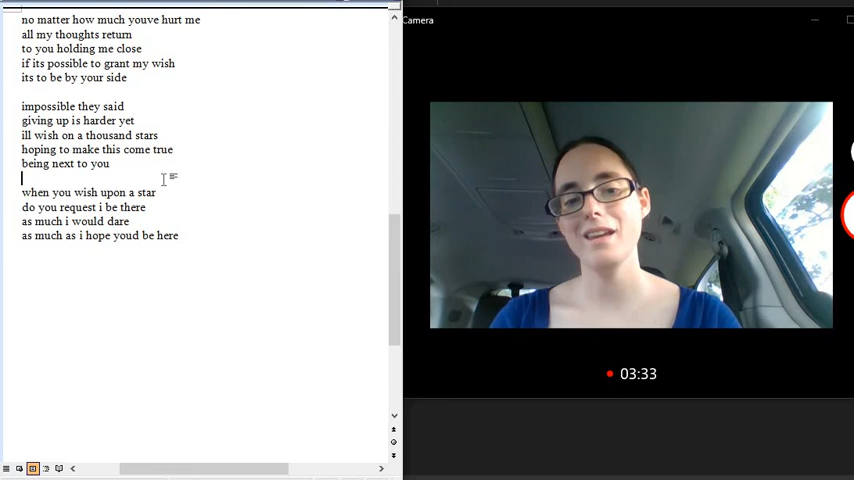 Camera
no matter how much youve hurt me
all my thoughts return
to you holding me close
if its possible to grant my wish
its to be by your side
impossible they said
giving up is harder yet
ill wish on a thousand stars
hoping to make this come true
being next to you
when you wish upon a star
do you request i be there
as much i would dare
as much as i hope youd be here
03:33